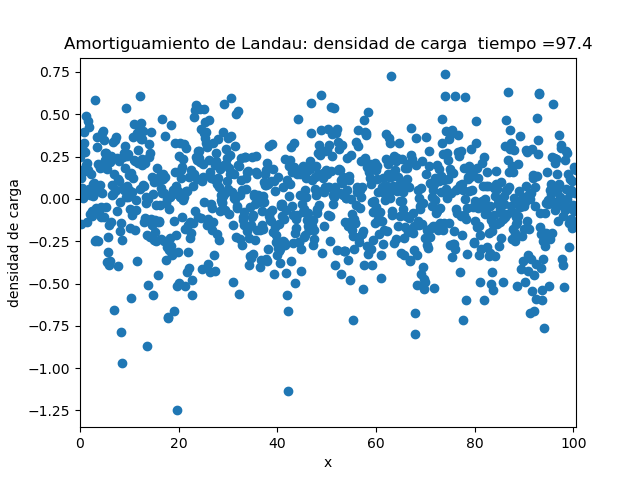 Amortiguamiento de Landau: densidad de carga  tiempo =97.4
0.75
0.50
0.25
0.00
−0.25
−0.50
−0.75
−1.00
−1.25
densidad de carga
0 20 40 60 80 100
x